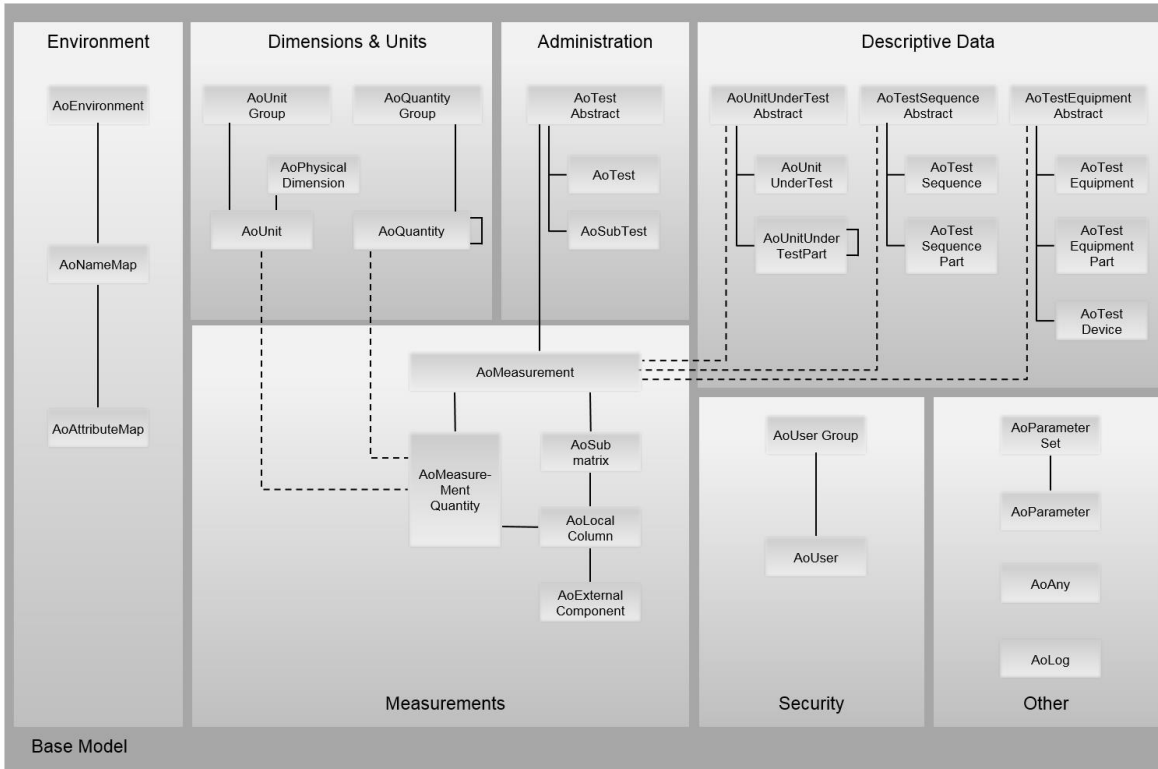 Environment
AoEnvironment
AoNameMap
AoAttributeMap
Dimensions & Units
AoUnit
Group
AoQuantity
Group
AoPhysical
Dimension
AoUnit
AoQuantity
Administration
AoTest
Abstract
AoTest
AoSubTest
Descriptive Data
AoUnitUnderTest
Abstract
AoUnit
UnderTest
AoUnitUnder
TestPart
AoTestSequence
Abstract
AoTest
Sequence
AoTest
Sequence
Part
AoTestEquipment
Abstract
AoTest
Equipment
AoTest
Equipment
Part
AoTest
Device
AoMeasurement
AoMeasure-
Ment
Quantity
AoSub
matrix
AoLocal
Column
AoExternal
Component
Measurements
AoUser Group
AoUser
Security
AoParameter
Set
AoParameter
AoAny
AoLog
Other
Base Model